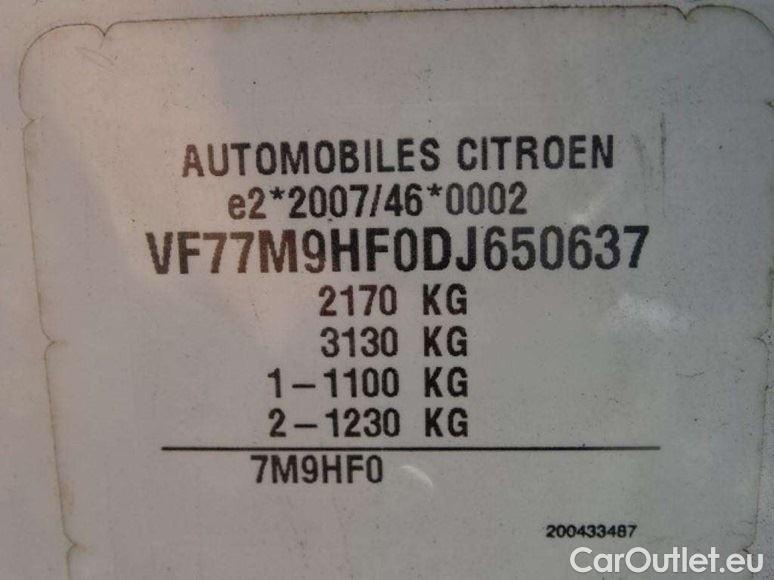 AUTOMOBILES CITROEN
e2*2007/46*0002
VF77M9HF0DJ650637
2170 KG
3130 KG
1-1100 KG
2-1230 KG
7M9HF0
200433487
CarOutlet.eu